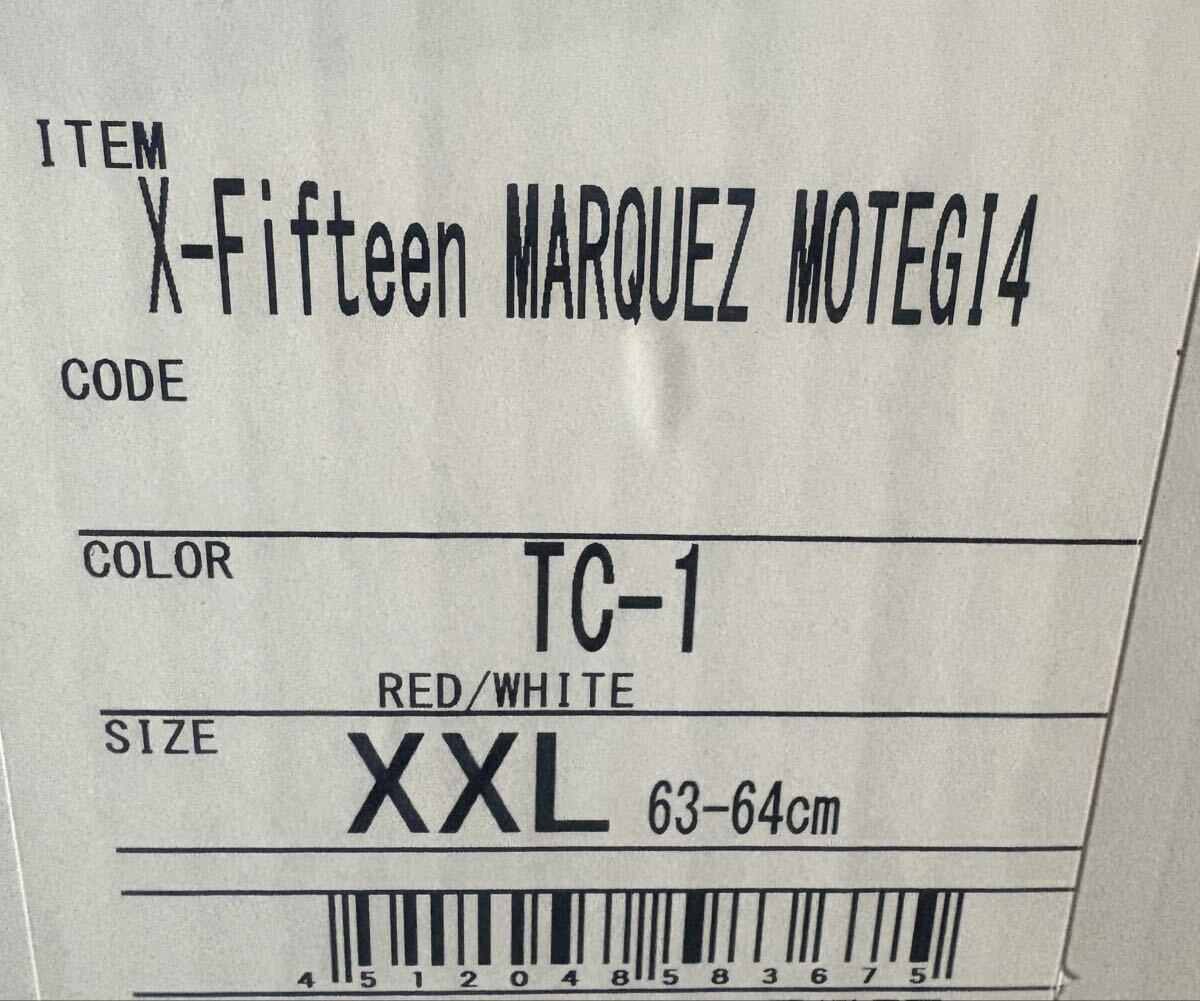 ITEM
X-Fifteen MARQUEZ MOTEGI4
CODE
COLOR
TC-1
RED/WHITE
SIZE
XXL 63-64cm
4512048583675